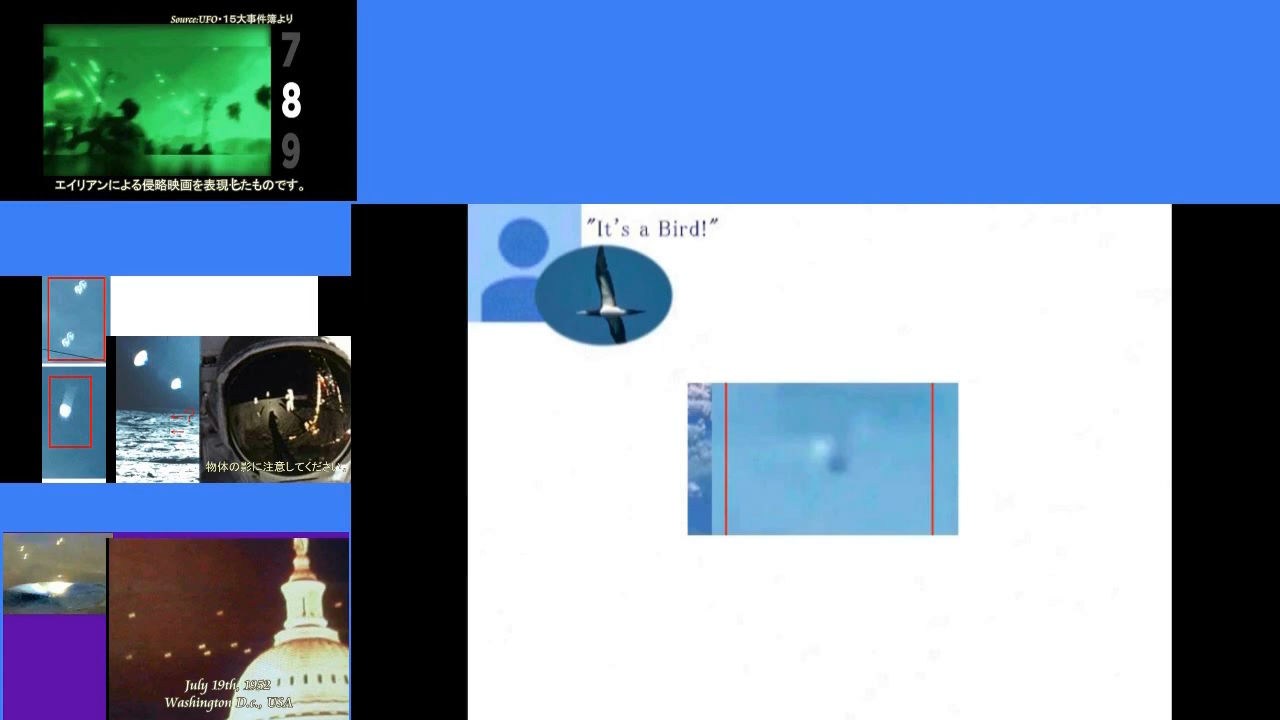 Source:UFO・15大事件簿より
7
8
9
エイリアンによる侵略映画を表現したものです。
"It's a Bird!"
←?
←
物体の影に注意してください。
July 19th, 1952
Washington D.c., USA